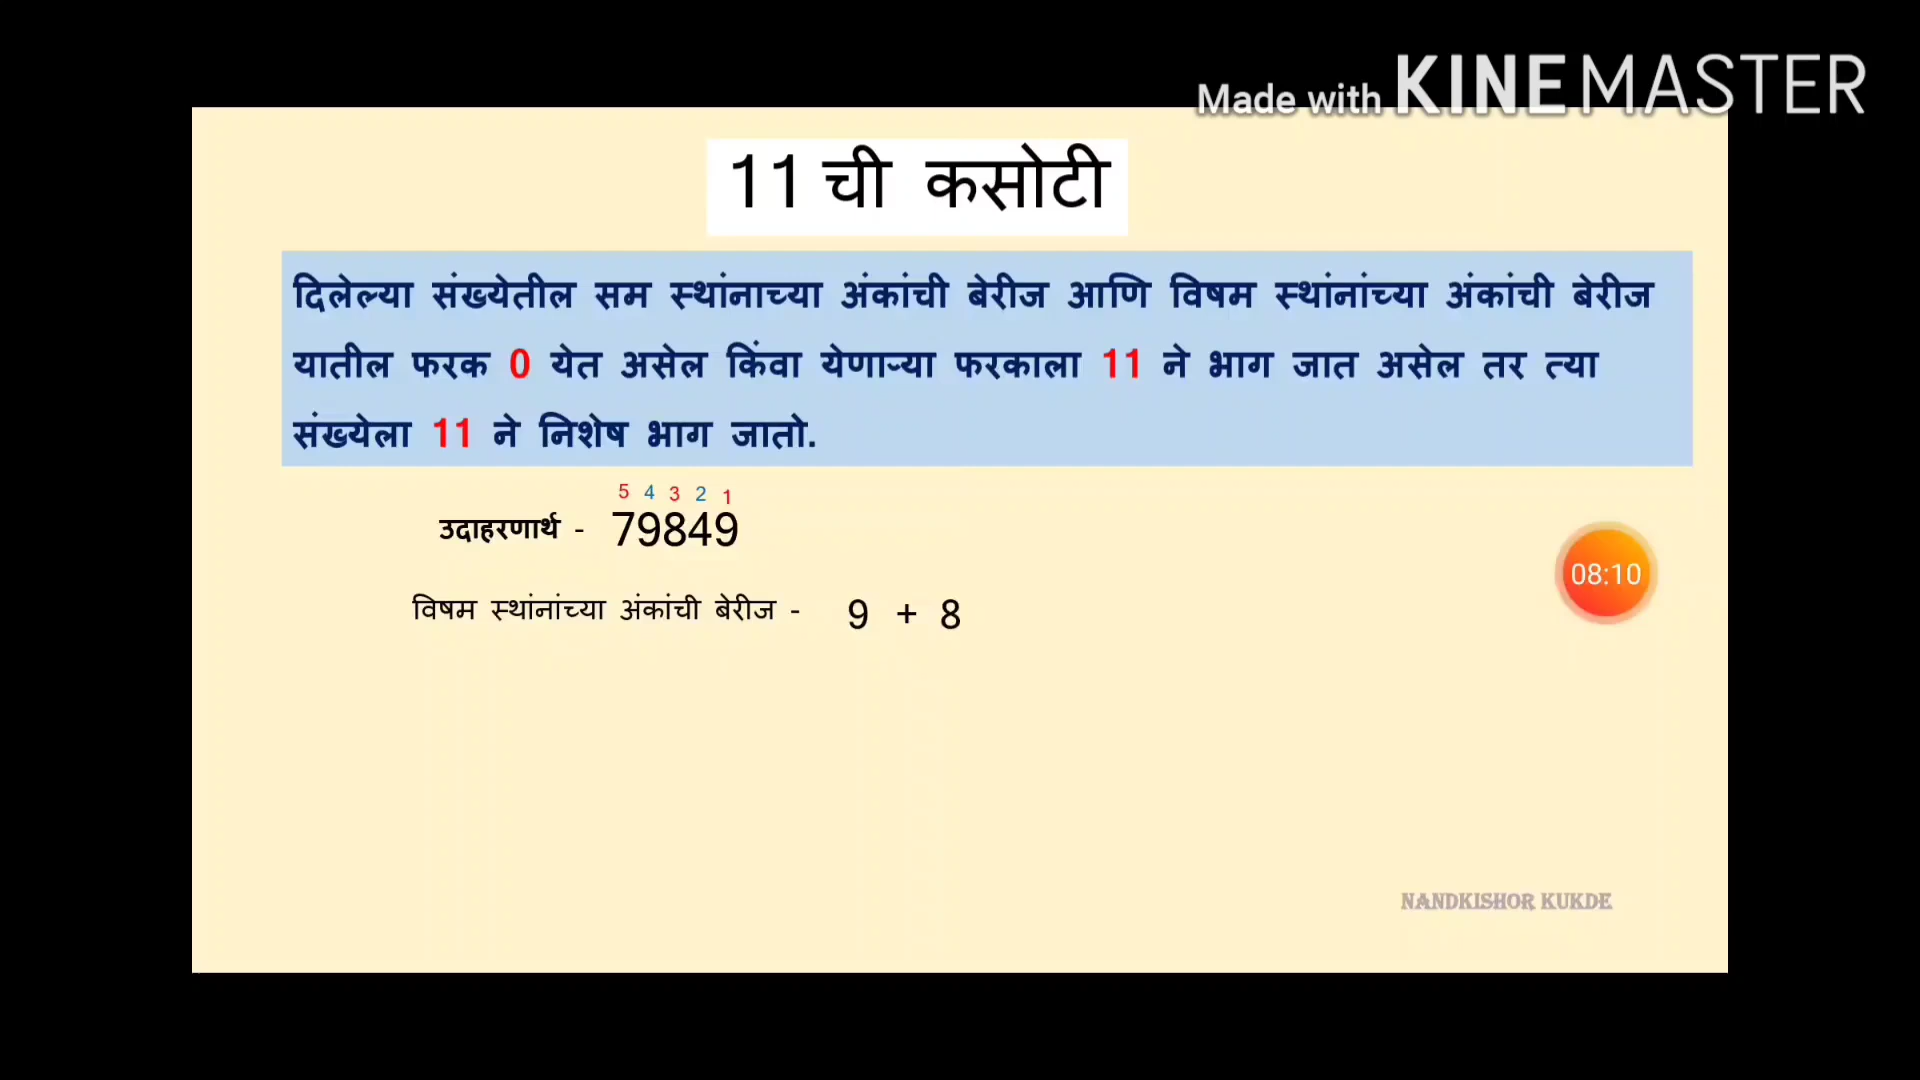 Made with KINEMASTER
11 ची कसोटी
दिलेल्या संख्येतील सम स्थांनाच्या अंकांची बेरीज आणि विषम स्थांनांच्या अंकांची बेरीज
यातील फरक 0 येत असेल किंवा येणाऱ्या फरकाला 11 ने भाग जात असेल तर त्या
संख्येला 11 ने निशेष भाग जातो.
5 4 3 2 1
उदाहरणार्थ - 79849
08:10
विषम स्थांनांच्या अंकांची बेरीज - 9 + 8
NANDKISHOR KUKDE